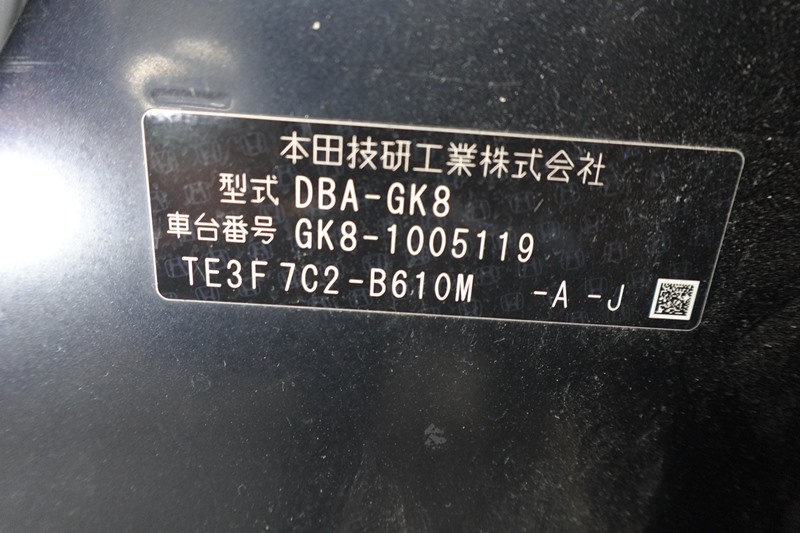 本田技研工業株式会社
型式 DBA-GK8
車台番号 GK8-1005119
TE3F 7C2-B610M -A -J